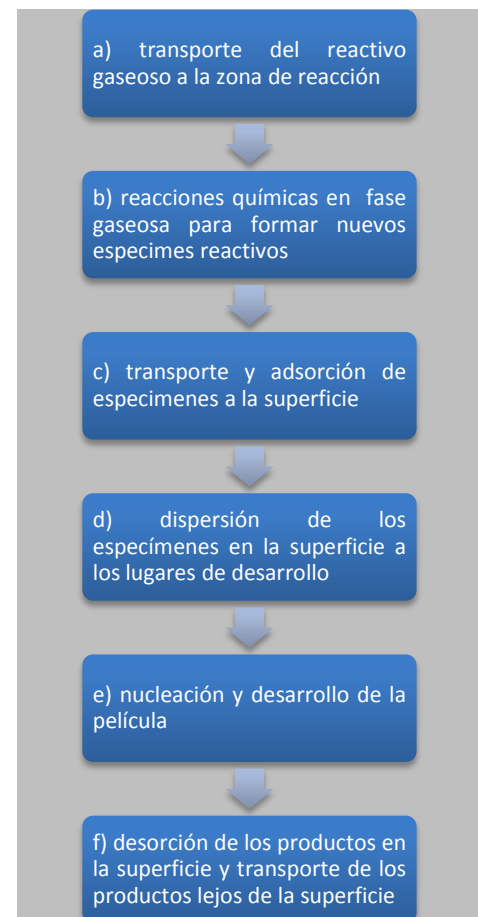 a) transporte del reactivo
gaseoso a la zona de reacción
b) reacciones químicas en fase
gaseosa para formar nuevos
especimes reactivos
c) transporte y adsorción de
especimenes a la superficie
d) dispersión de los
especímenes en la superficie a
los lugares de desarrollo
e) nucleación y desarrollo de la
película
f) desorción de los productos en
la superficie y transporte de los
productos lejos de la superficie